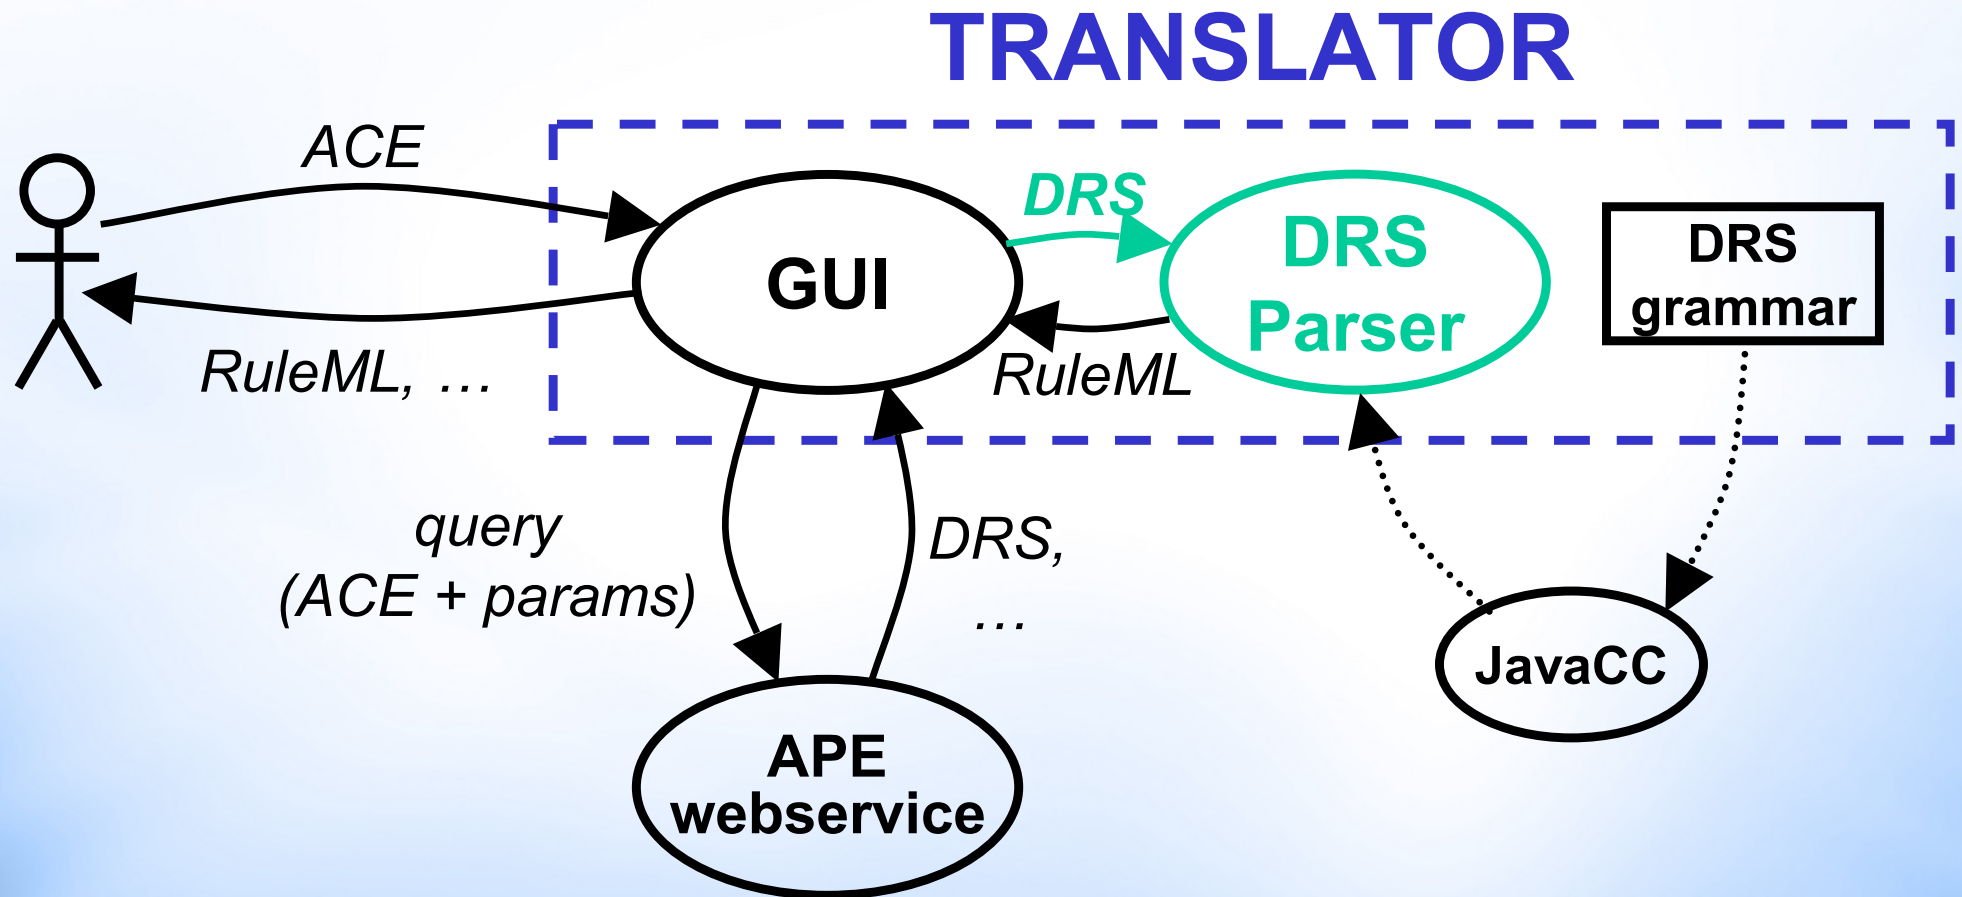 TRANSLATOR
ACE
DRS
GUI
DRS
Parser
DRS
grammar
RuleML, …
RuleML
query
(ACE + params)
DRS,
…
JavaCC
APE
webservice